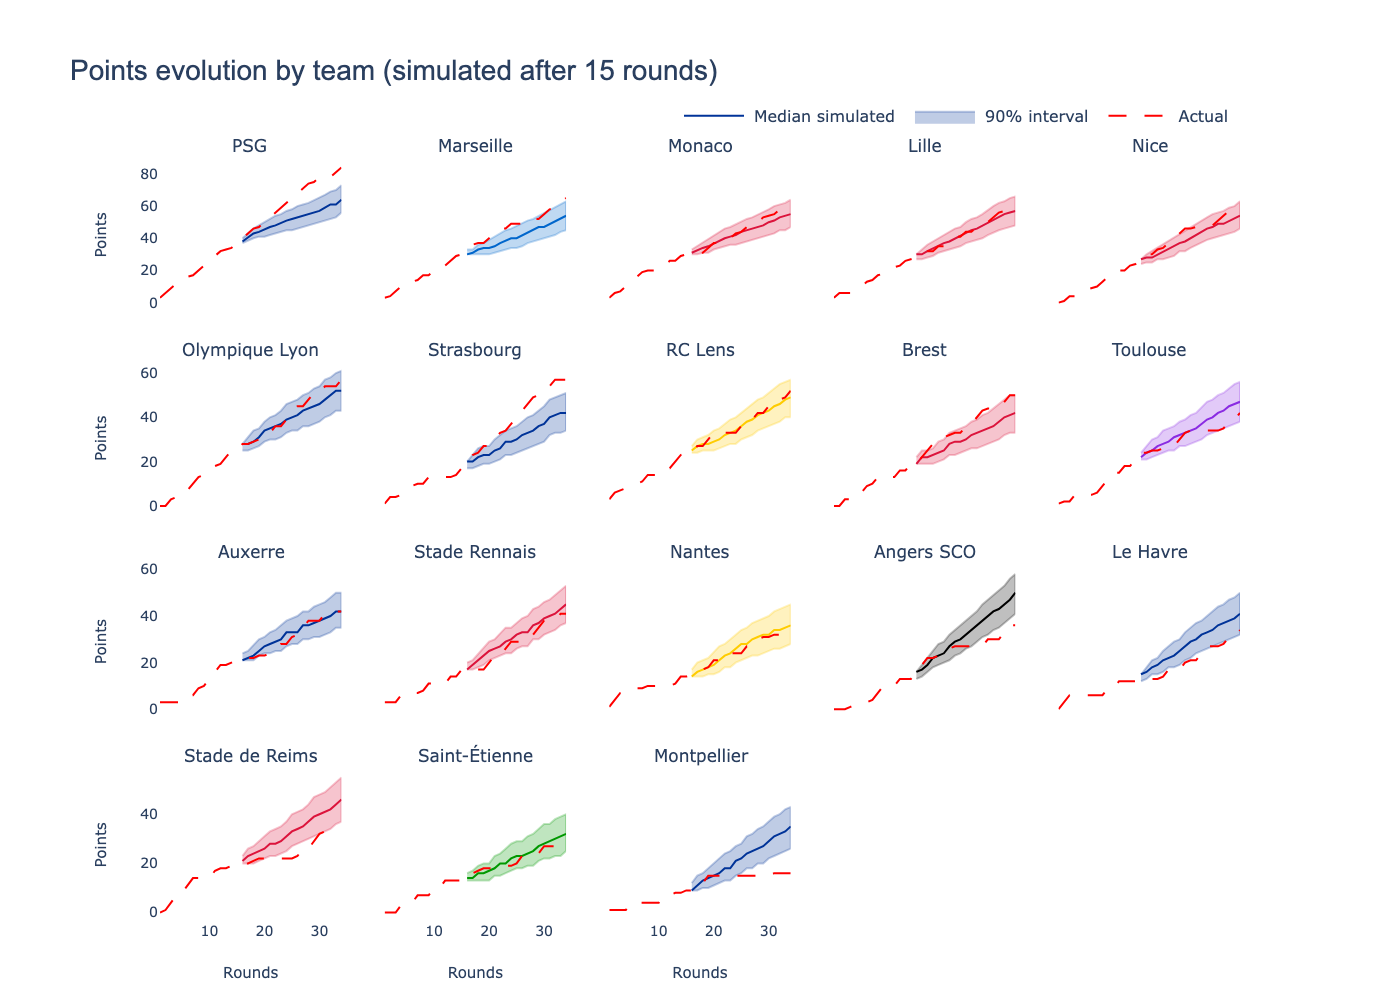 Points evolution by team (simulated after 15 rounds)
Median simulated 90% interval Actual
PSG Marseille Monaco Lille Nice
80
60
40
20
0
Points
Olympique Lyon Strasbourg RC Lens Brest Toulouse
60
40
20
0
Points
Auxerre Stade Rennais Nantes Angers SCO Le Havre
60
40
20
0
Points
Stade de Reims Saint-Étienne Montpellier
40
20
0
Points
10 20 30 10 20 30 10 20 30
Rounds Rounds Rounds